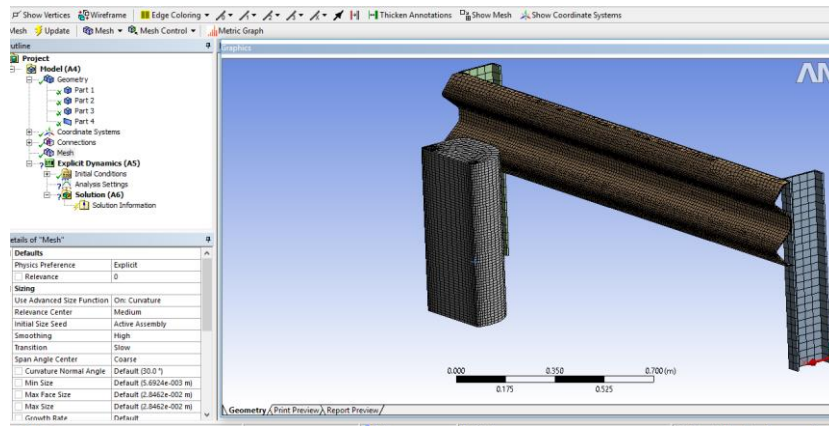 Show Vertices Wireframe Edge Coloring Thicken Annotations Show Mesh Show Coordinate Systems
Mesh Update Mesh Mesh Control Metric Graph
utline
Project
Model (A4)
Geometry
Part 1
Part 2
Part 3
Part 4
Coordinate Systems
Connections
Mesh
Explicit Dynamics (A5)
Initial Conditions
Analysis Settings
Solution (A6)
Solution Information
Details of "Mesh"
Defaults
Physics Preference Explicit
Relevance 0
Sizing
Use Advanced Size Function On: Curvature
Relevance Center Medium
Initial Size Seed Active Assembly
Smoothing High
Transition Slow
Span Angle Center Coarse
Curvature Normal Angle Default (30.0 °)
Min Size Default (5.6924e-003 m)
Max Face Size Default (2.8462e-002 m)
Max Size Default (2.8462e-002 m)
Growth Rate Default
Graphics
AN
0.000 0.350 0.700 (m)
0.175 0.525
Geometry Print Preview Report Preview